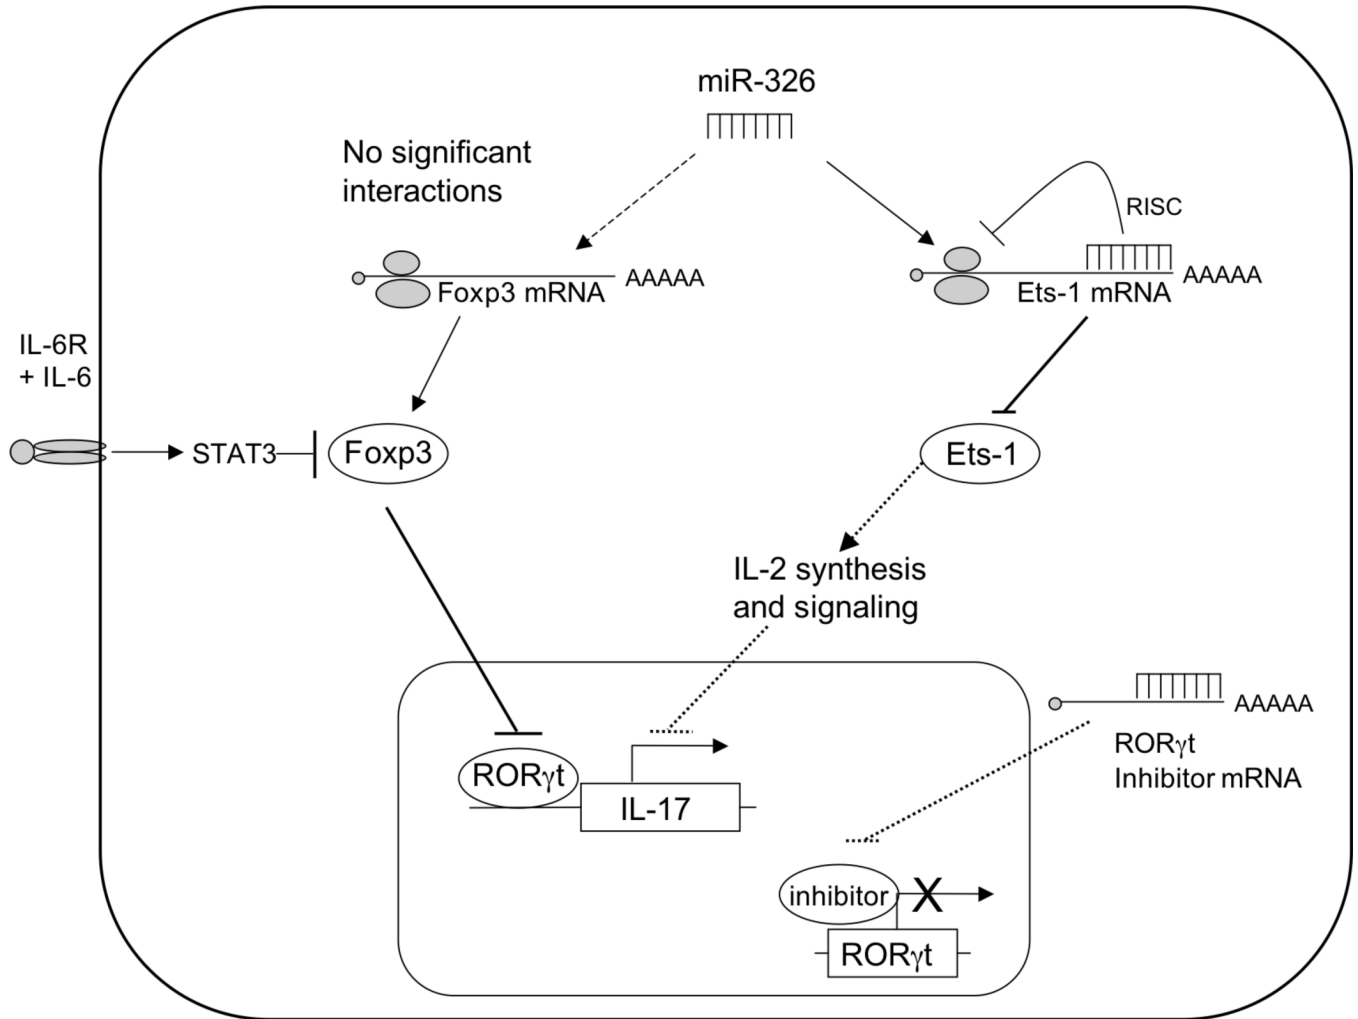 miR-326
No significant
interactions
RISC
AAAAA
AAAAA
Foxp3 mRNA
Ets-1 mRNA
IL-6R
+ IL-6
STAT3
Foxp3
Ets-1
IL-2 synthesis
and signaling
AAAAA
RORγt
Inhibitor mRNA
RORγt
IL-17
inhibitor
X
RORγt